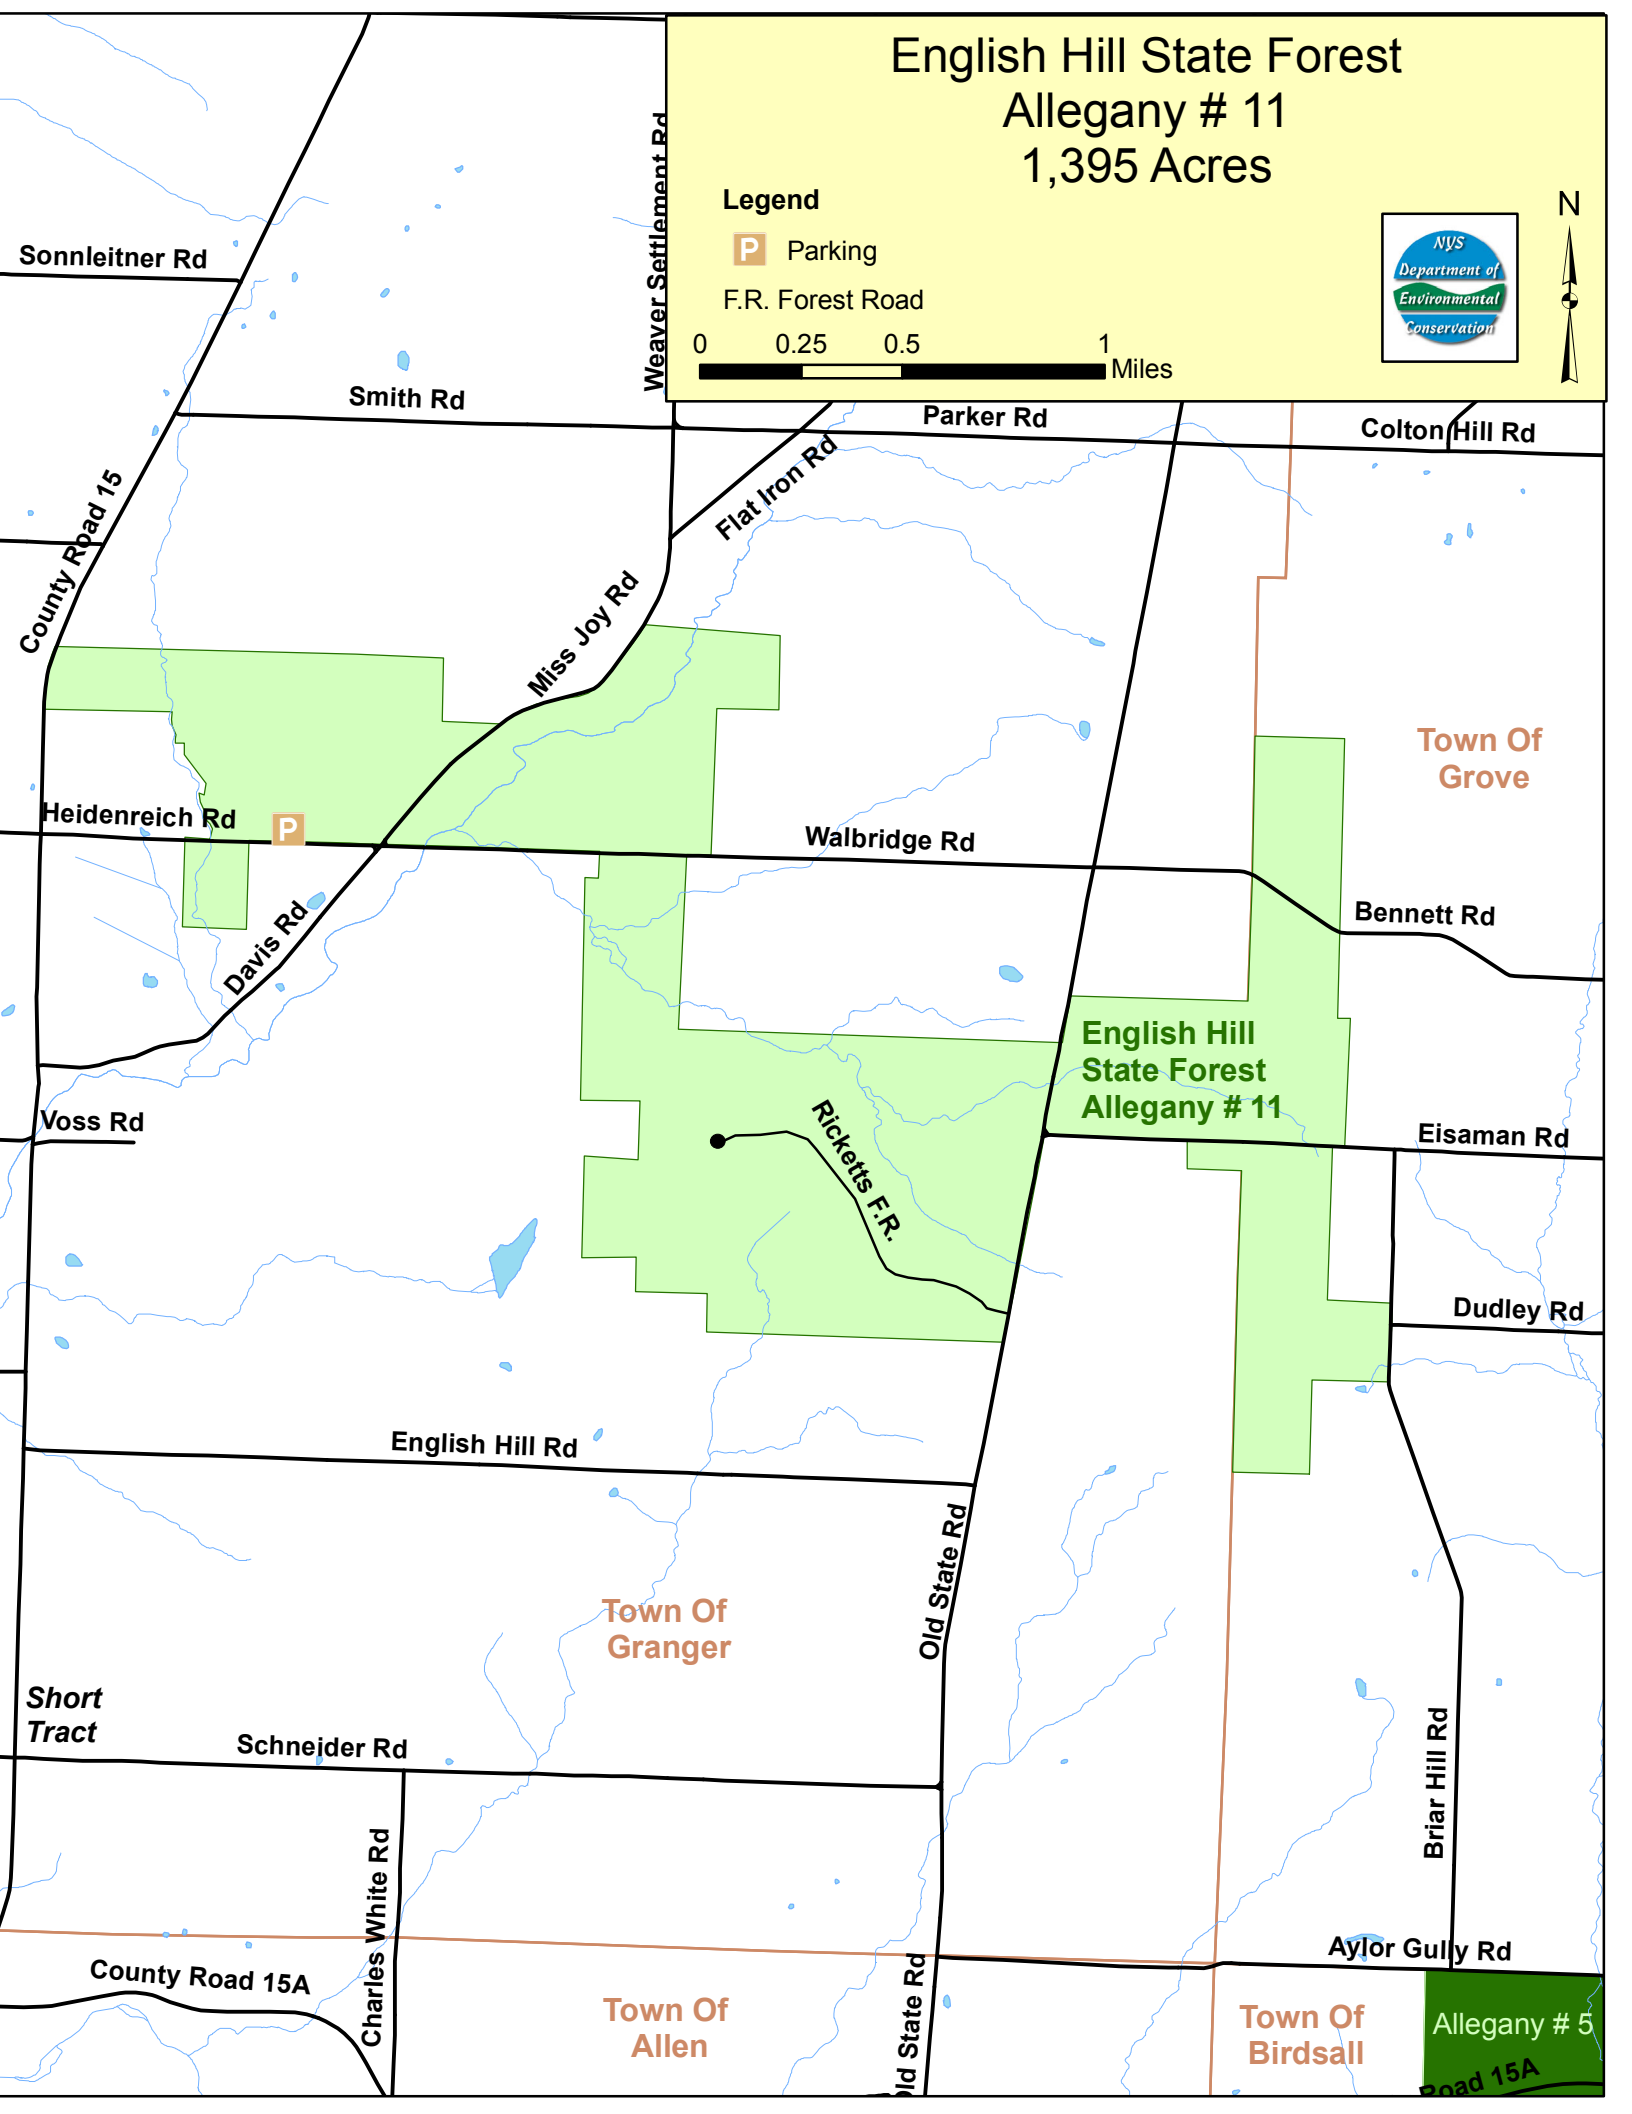 English Hill State Forest
Allegany # 11
1,395 Acres
Legend
P Parking
F.R. Forest Road
0 0.25 0.5 1
Miles
N
NYS
Department of
Environmental
Conservation
Weaver Settlement Rd
Sonnleitner Rd
Smith Rd
Parker Rd
Colton Hill Rd
Flat Iron Rd
County Road 15
Miss Joy Rd
Town Of
Grove
Heidenreich Rd
P
Walbridge Rd
Bennett Rd
Davis Rd
English Hill
State Forest
Allegany # 11
Voss Rd
Ricketts F.R.
Eisaman Rd
Dudley Rd
English Hill Rd
Old State Rd
Town Of
Granger
Short
Tract
Schneider Rd
Briar Hill Rd
Charles White Rd
Aylor Gully Rd
County Road 15A
Old State Rd
Town Of
Allen
Town Of
Birdsall
Allegany # 5
Road 15A